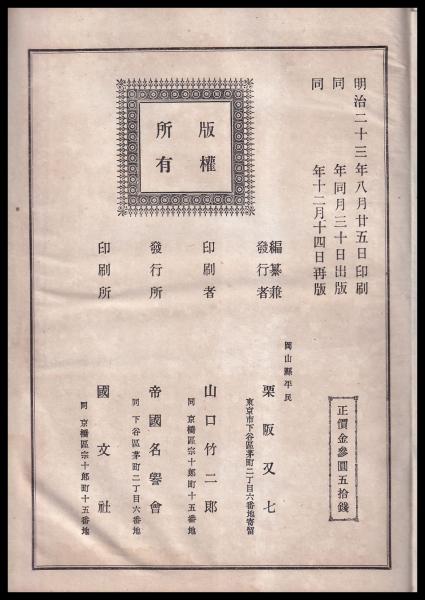 明治二十三年八月廿五日印刷
同　年同月三十日出版
同　年十二月十四日再版
正價金參圓五拾錢
版權
所有
編纂兼
發行者
岡山縣平民
栗阪又七
東京市下谷區茅町二丁目六番地寄留
印刷者
山口竹二郎
同 京橋區宗十郎町十五番地
發行所
帝國名譽會
同 下谷區茅町二丁目六番地
印刷所
國文社
同 京橋區宗十郎町十五番地